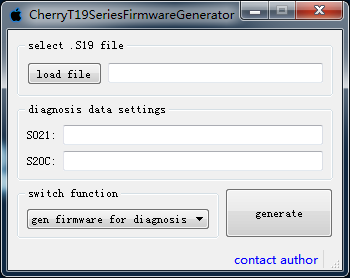 CherryT19SeriesFirmwareGenerator
select .S19 file
load file
diagnosis data settings
S021:
S20C:
switch function
gen firmware for diagnosis
generate
contact author